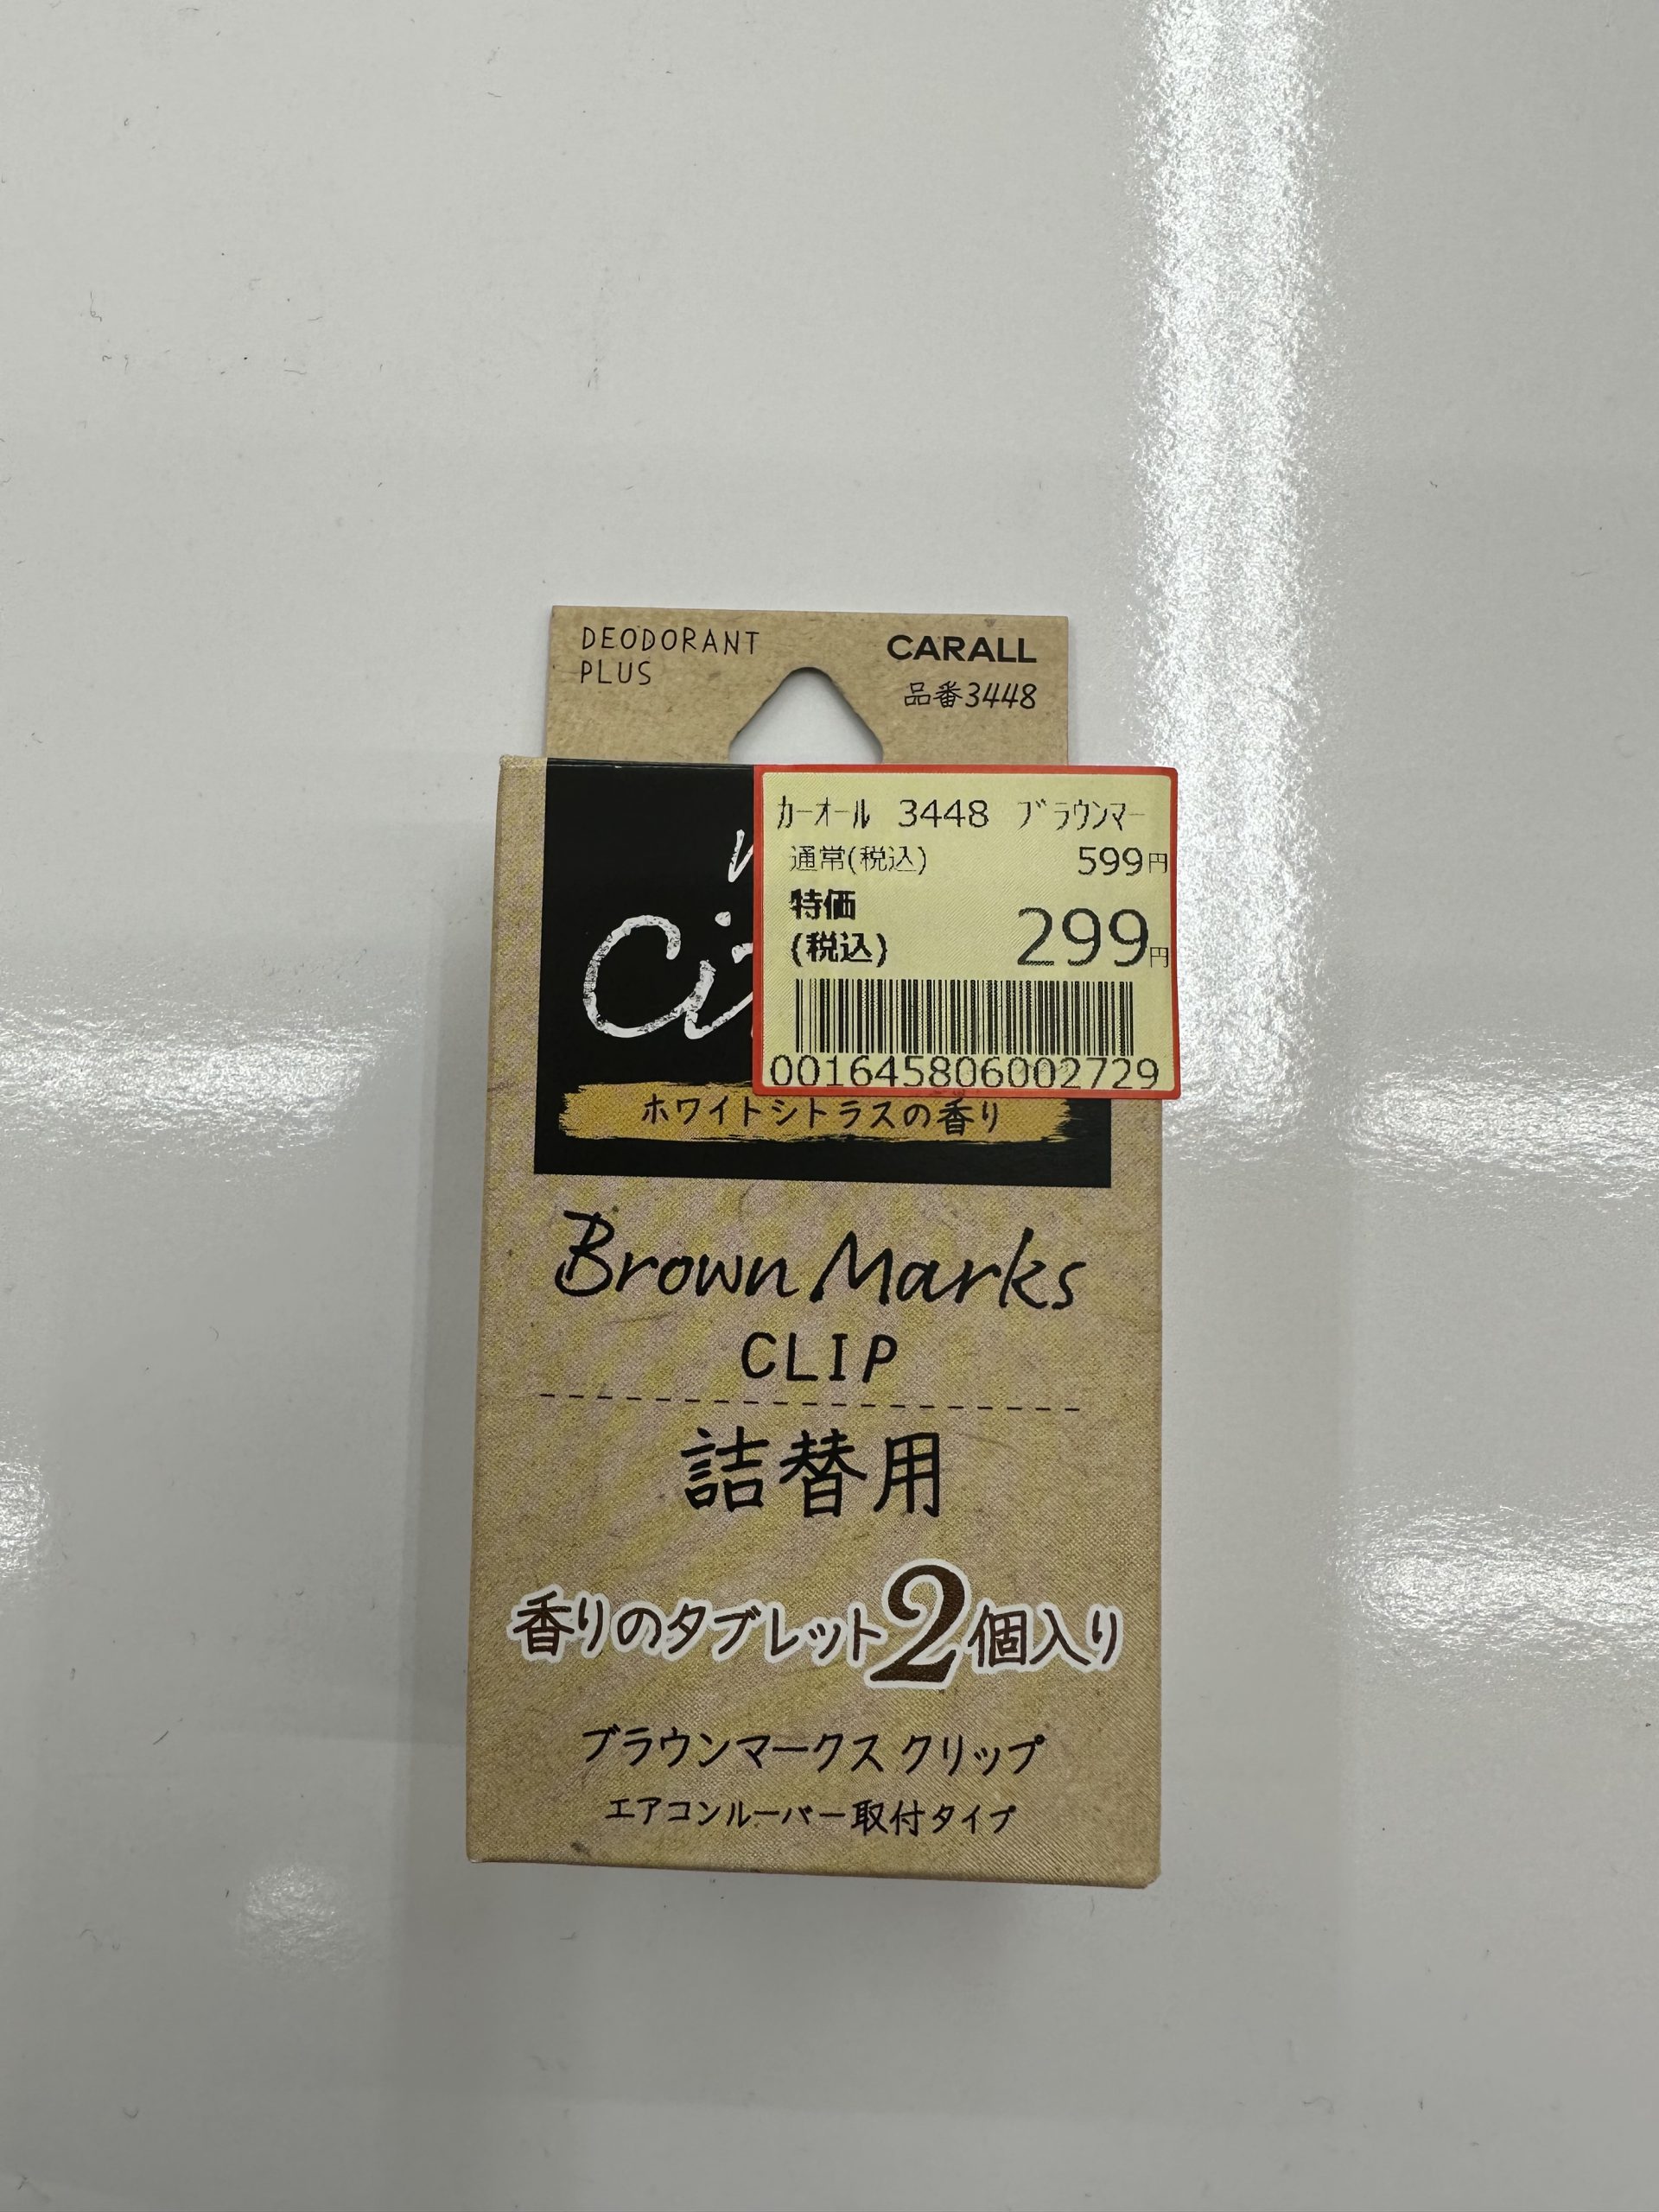 DEODORANT
PLUS
CARALL
品番3448
カーオール 3448 ブラウンマー
通常(税込) 599円
特価
(税込) 299円
001645806002729
ホワイトシトラスの香り
Brown Marks
CLIP
詰替用
香りのタブレット2個入り
ブラウンマークス クリップ
エアコンルーバー取付タイプ